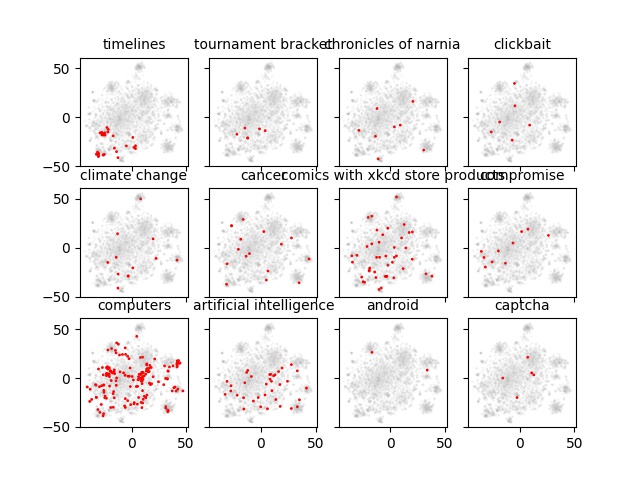 timelines tournament bracket chronicles of narnia clickbait
50
0
−50
climate change cancer comics with xkcd store products compromise
50
0
−50
computers artificial intelligence android captcha
50
0
−50
0 50 0 50 0 50 0 50